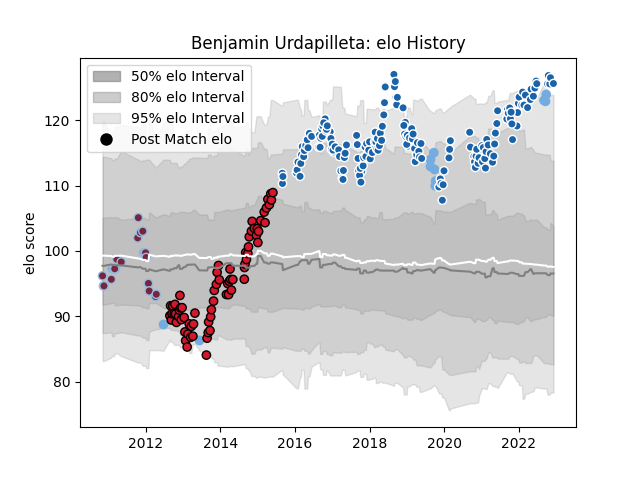 Benjamin Urdapilleta: elo History
50% elo Interval
80% elo Interval
95% elo Interval
Post Match elo
elo score
120
110
100
90
80
2012 2014 2016 2018 2020 2022